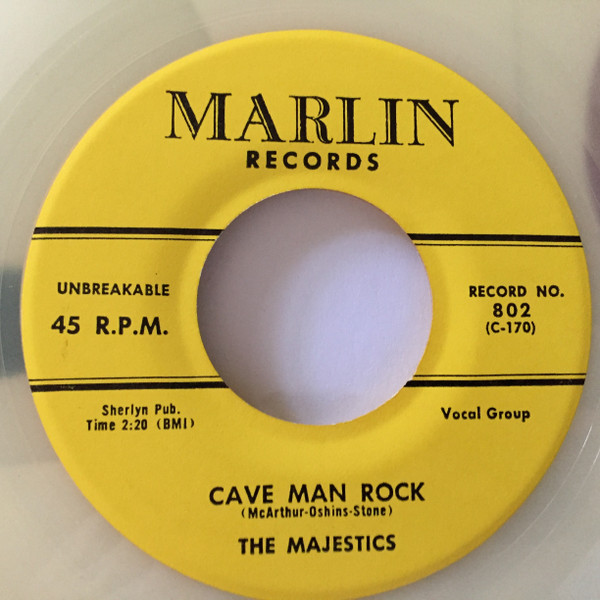 MARLIN
RECORDS
UNBREAKABLE
45 R.P.M.
RECORD NO.
802
(C-170)
Sherlyn Pub.
Time 2:20 (BMI)
Vocal Group
CAVE MAN ROCK
(McArthur-Oshins-Stone)
THE MAJESTICS